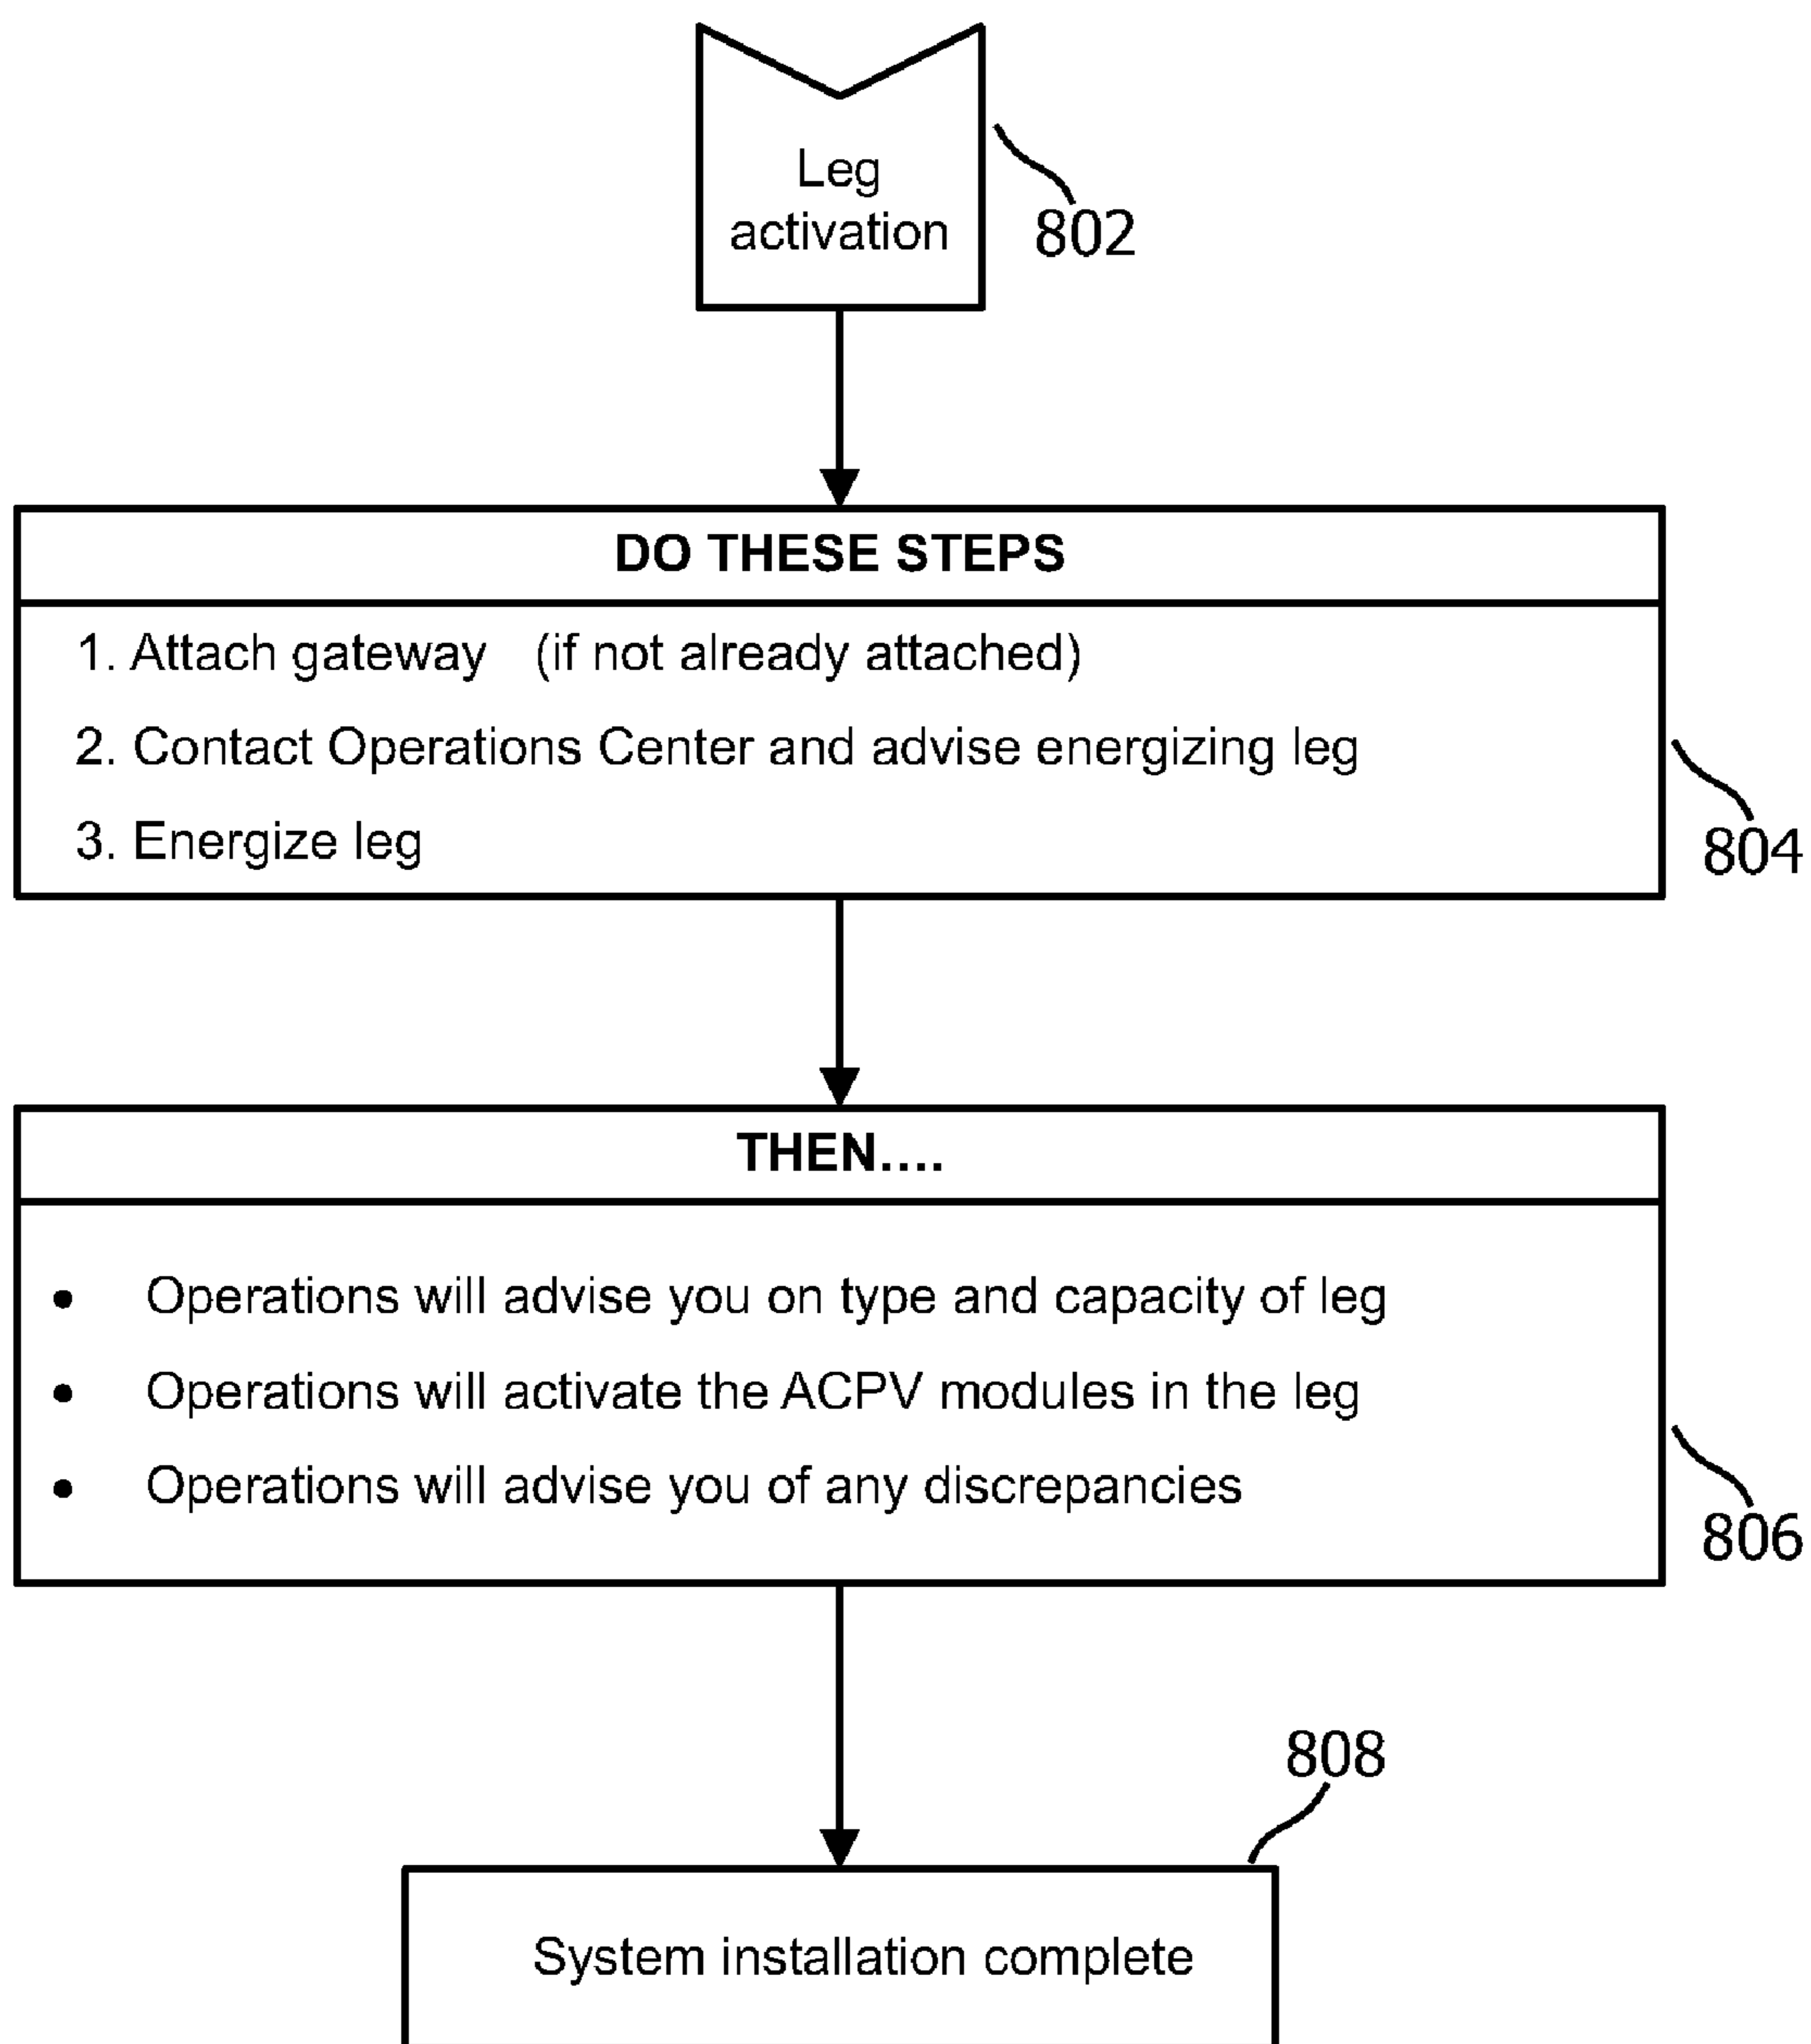 Leg
activation
802
DO THESE STEPS
1. Attach gateway (if not already attached)
2. Contact Operations Center and advise energizing leg
3. Energize leg
804
THEN....
• Operations will advise you on type and capacity of leg
• Operations will activate the ACPV modules in the leg
• Operations will advise you of any discrepancies
806
808
System installation complete